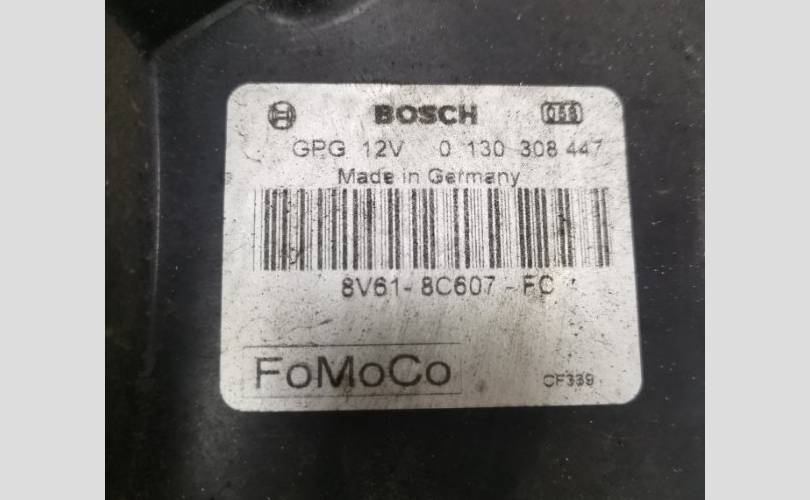 BOSCH
GPG 12V 0 130 308 447
Made in Germany
8V61-8C607-FC
FoMoCo
CF339